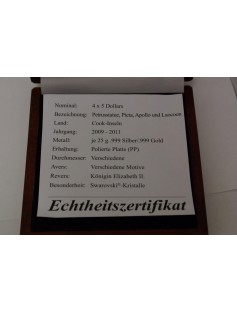 Nominal: 4 x 5 Dollars
Bezeichnung: Petrusstatue, Pieta, Apollo und Laocoon
Land: Cook-Inseln
Jahrgang: 2009 - 2011
Metall: je 25 g .999 Silber/.999 Gold
Erhaltung: Polierte Platte (PP)
Durchmesser: Verschiedene
Avers: Verschiedene Motive
Revers: Königin Elizabeth II.
Besonderheit: Swarovski®-Kristalle
Echtheitszertifikat